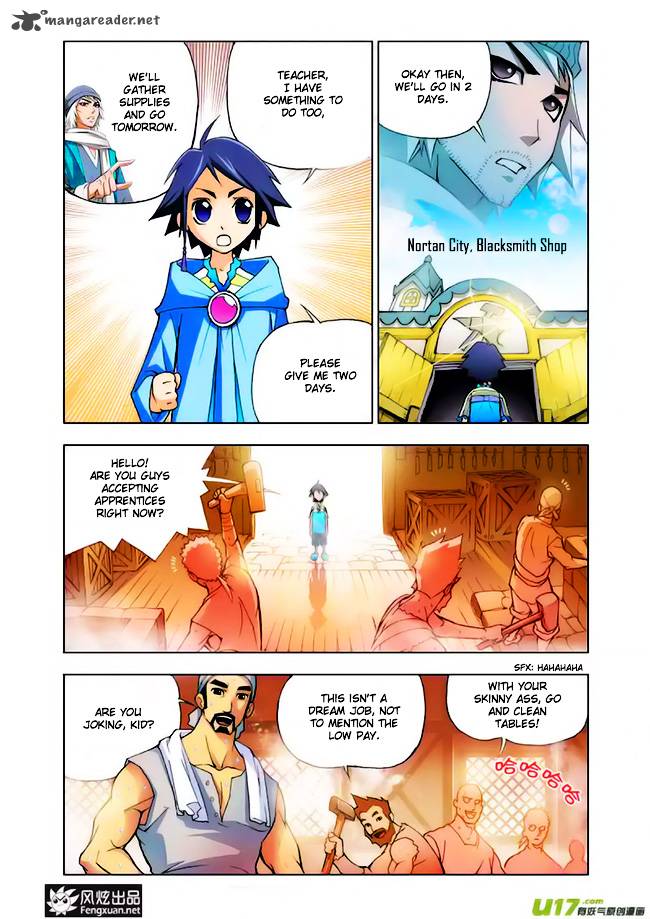 mangareader.net
WE'LL
GATHER
SUPPLIES
AND GO
TOMORROW.
TEACHER,
I HAVE
SOMETHING
TO DO
TOO,
PLEASE
GIVE ME TWO
DAYS.
OKAY THEN,
WE'LL GO IN 2
DAYS.
Nortan City, Blacksmith Shop
HELLO!
ARE YOU GUYS
ACCEPTING
APPRENTICES
RIGHT NOW?
SFX: HAHAHAHA
ARE YOU
JOKING, KID?
THIS ISN'T A
DREAM JOB, NOT
TO MENTION THE
LOW PAY.
WITH YOUR
SKINNY ASS, GO
AND CLEAN
TABLES!
哈哈哈哈
风炫出品
Fengxuan.net
U17.com
有妖气原创漫画